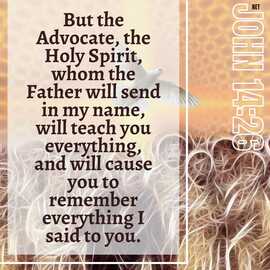 But the
Advocate, the
Holy Spirit,
whom the
Father will send
in my name,
will teach you
everything,
and will cause
you to
remember
everything I
said to you.
JOHN 14:26
NET